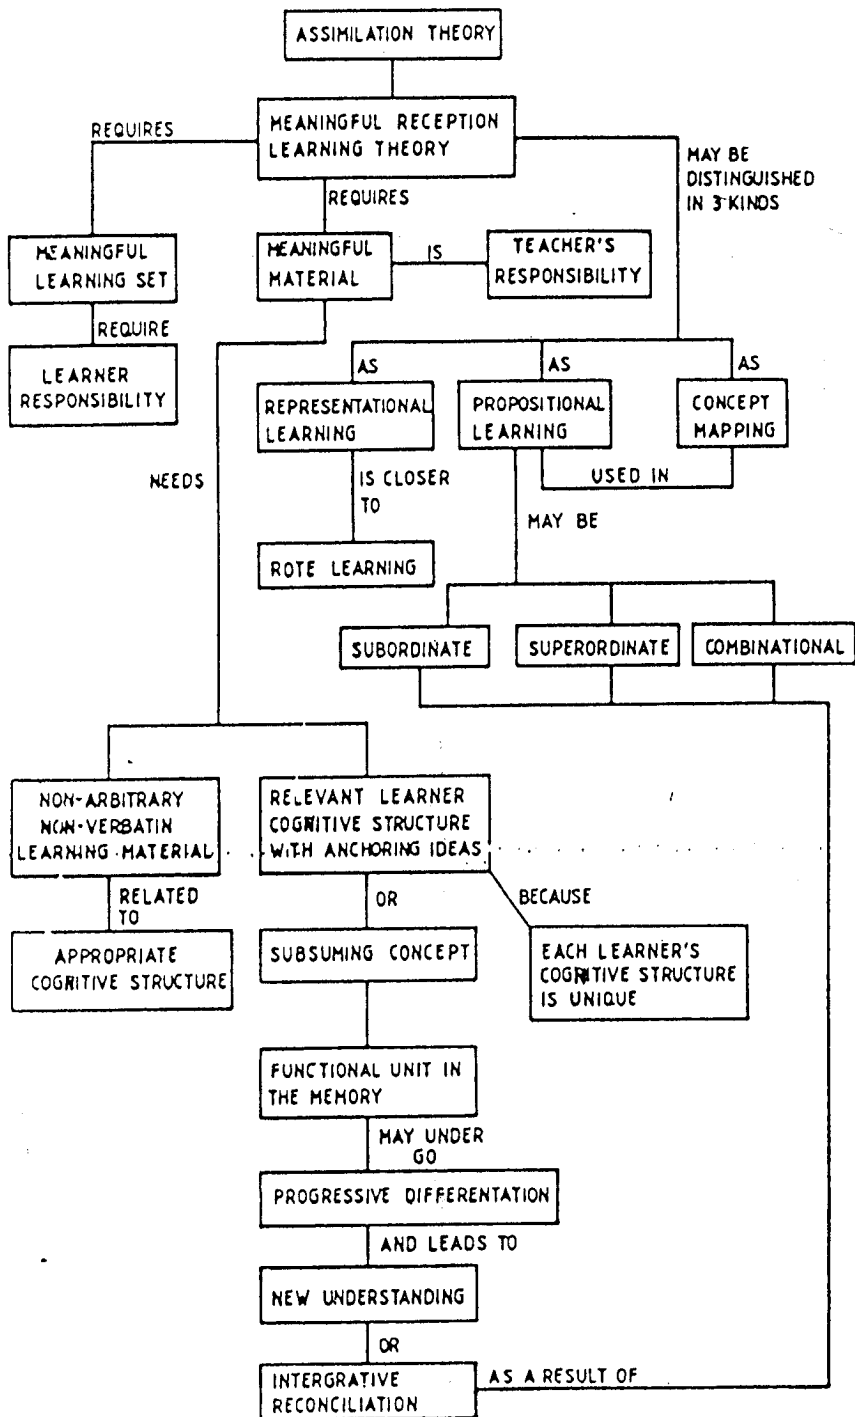 ASSIMILATION THEORY
REQUIRES
MEANINGFUL RECEPTION
LEARNING THEORY
MAY BE
DISTINGUISHED
IN 3 KINDS
REQUIRES
MEANINGFUL
LEARNING SET
MEANINGFUL
MATERIAL
IS
TEACHER'S
RESPONSIBILITY
REQUIRE
LEARNER
RESPONSIBILITY
AS
AS
AS
REPRESENTATIONAL
LEARNING
PROPOSITIONAL
LEARNING
CONCEPT
MAPPING
NEEDS
IS CLOSER
TO
USED IN
MAY BE
ROTE LEARNING
SUBORDINATE
SUPERORDINATE
COMBINATIONAL
NON-ARBITRARY
NON-VERBATIN
LEARNING MATERIAL
RELEVANT LEARNER
COGNITIVE STRUCTURE
WITH ANCHORING IDEAS
RELATED
TO
OR
BECAUSE
APPROPRIATE
COGNITIVE STRUCTURE
SUBSUMING CONCEPT
EACH LEARNER'S
COGNITIVE STRUCTURE
IS UNIQUE
FUNCTIONAL UNIT IN
THE MEMORY
MAY UNDER
GO
PROGRESSIVE DIFFERENTATION
AND LEADS TO
NEW UNDERSTANDING
OR
INTERGRATIVE
RECONCILIATION
AS A RESULT OF